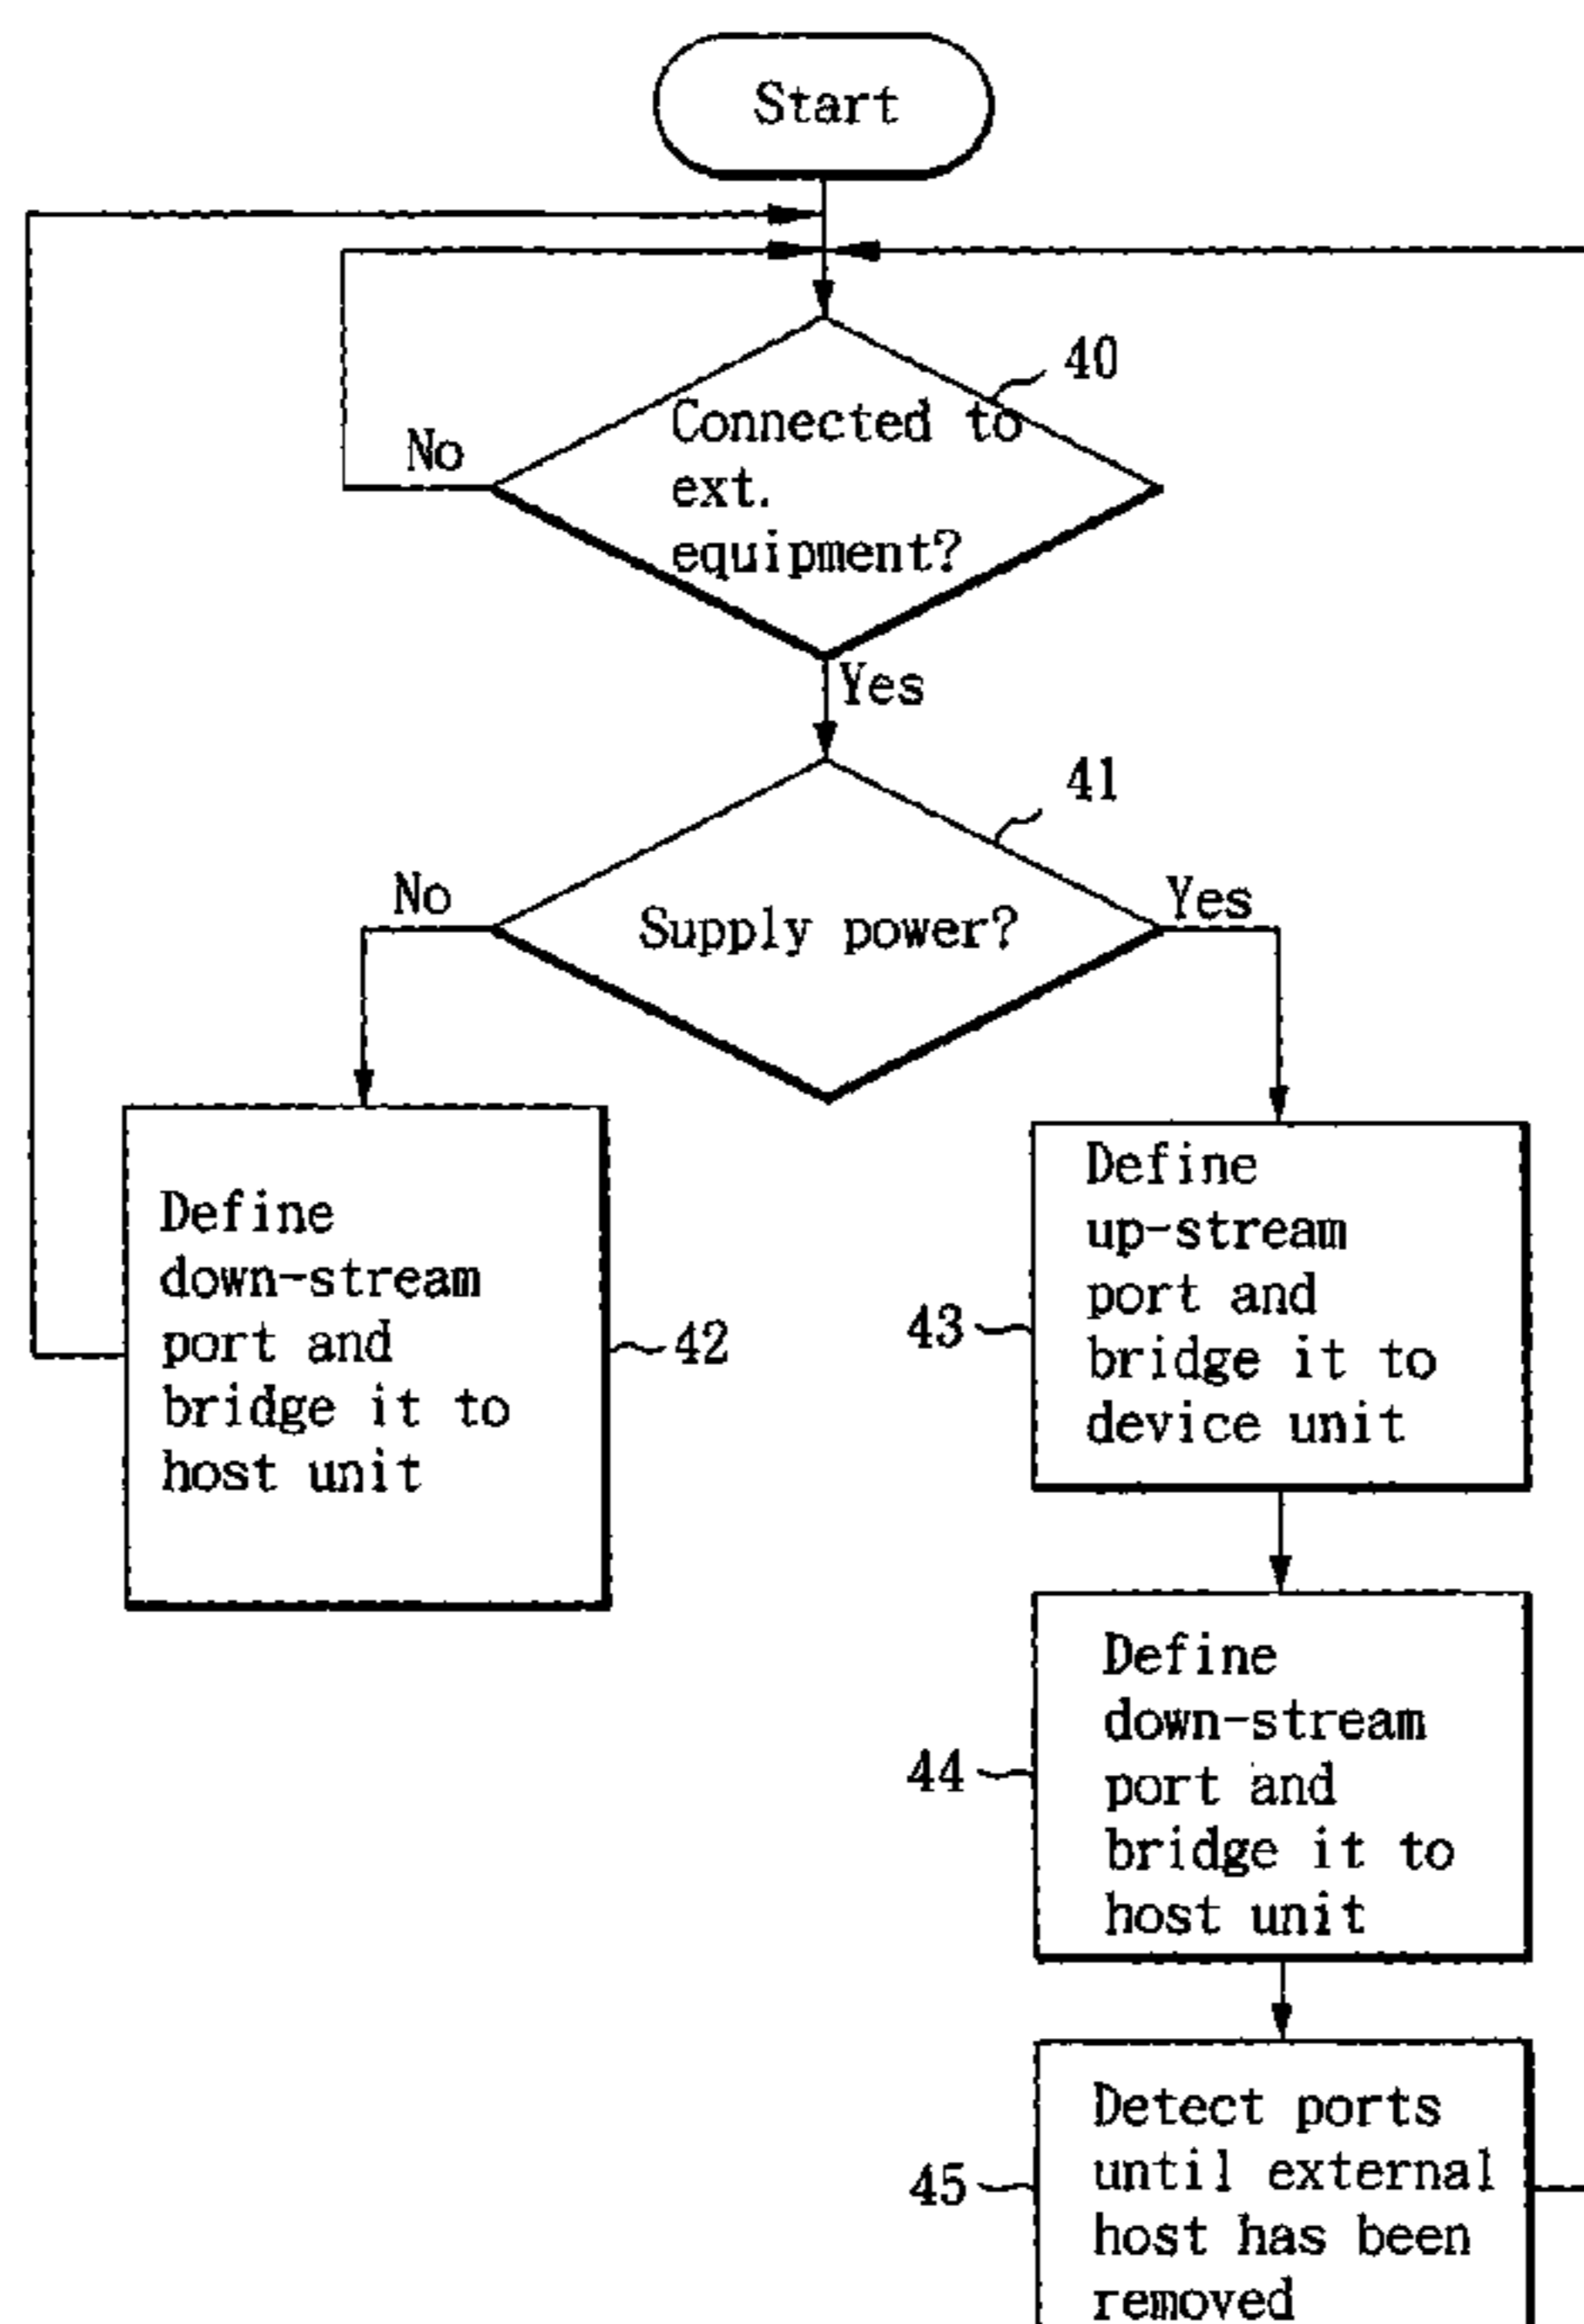 Start
40
Connected to
ext.
equipment?
No
Yes
41
Supply power?
No
Yes
Define
down-stream
port and
bridge it to
host unit
42
Define
up-stream
port and
bridge it to
device unit
43
Define
down-stream
port and
bridge it to
host unit
44
Detect ports
until external
host has been
removed
45